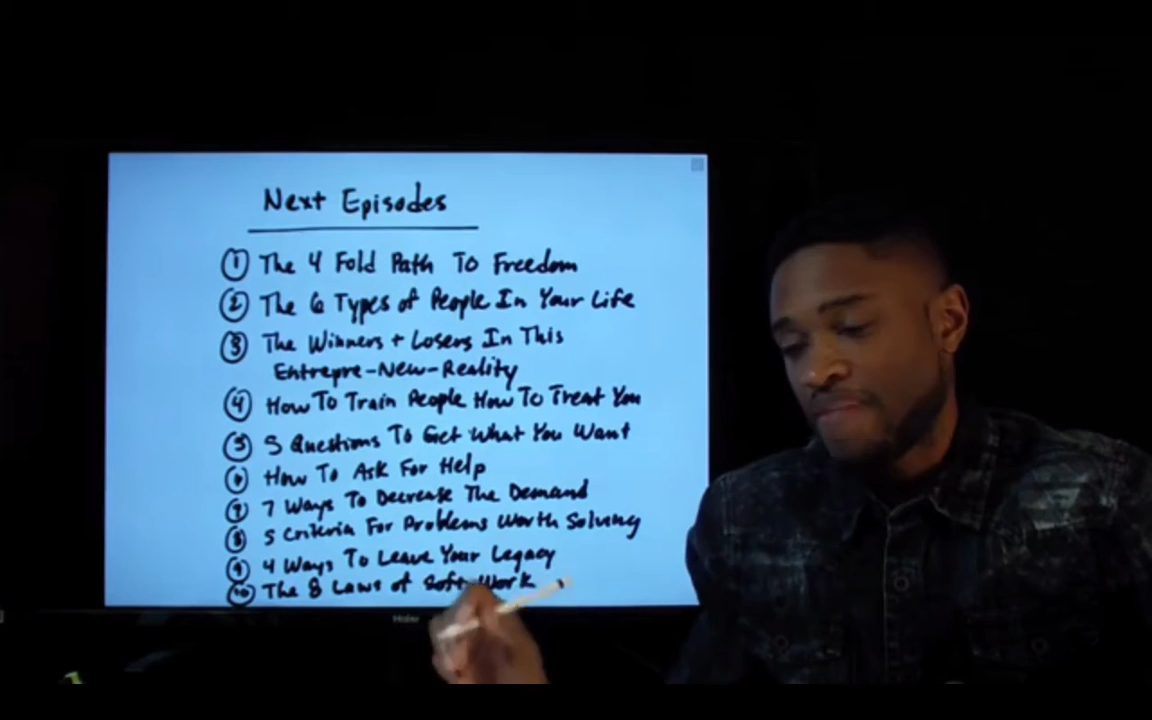 Next Episodes
1 The 4 Fold Path To Freedom
2 The 6 Types of People In Your Life
3 The Winners + Losers In This
Entrepre-New-Reality
4 How To Train People How To Treat You
5 5 Questions To Get What You Want
6 How To Ask For Help
7 7 Ways To Decrease The Demand
8 5 Criteria For Problems Worth Solving
9 4 Ways To Leave Your Legacy
10 The 8 Laws of Soft Work
Haier